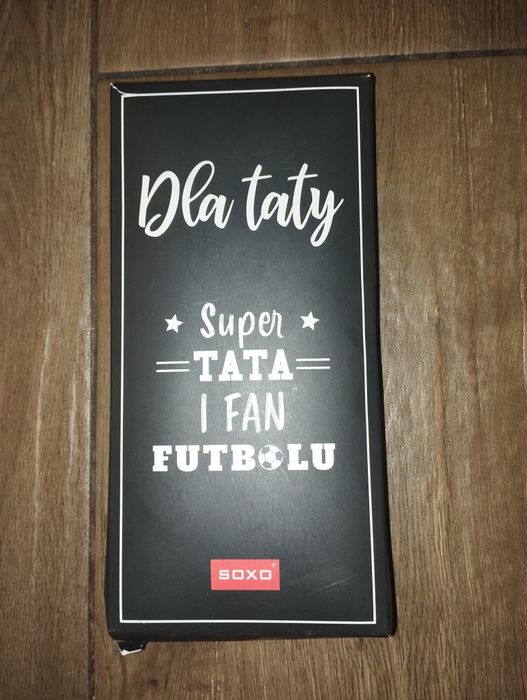 Dla taty
Super
TATA
I FAN
FUTBOLU
SOXO®